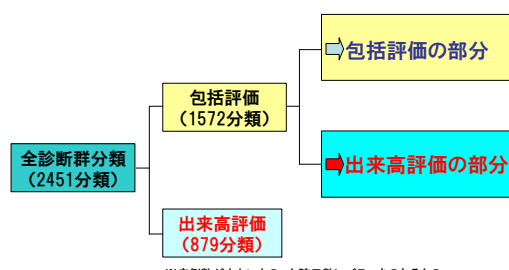 包括評価の部分
包括評価
(1572分類)
全診断群分類
(2451分類)
出来高評価の部分
出来高評価
(879分類)